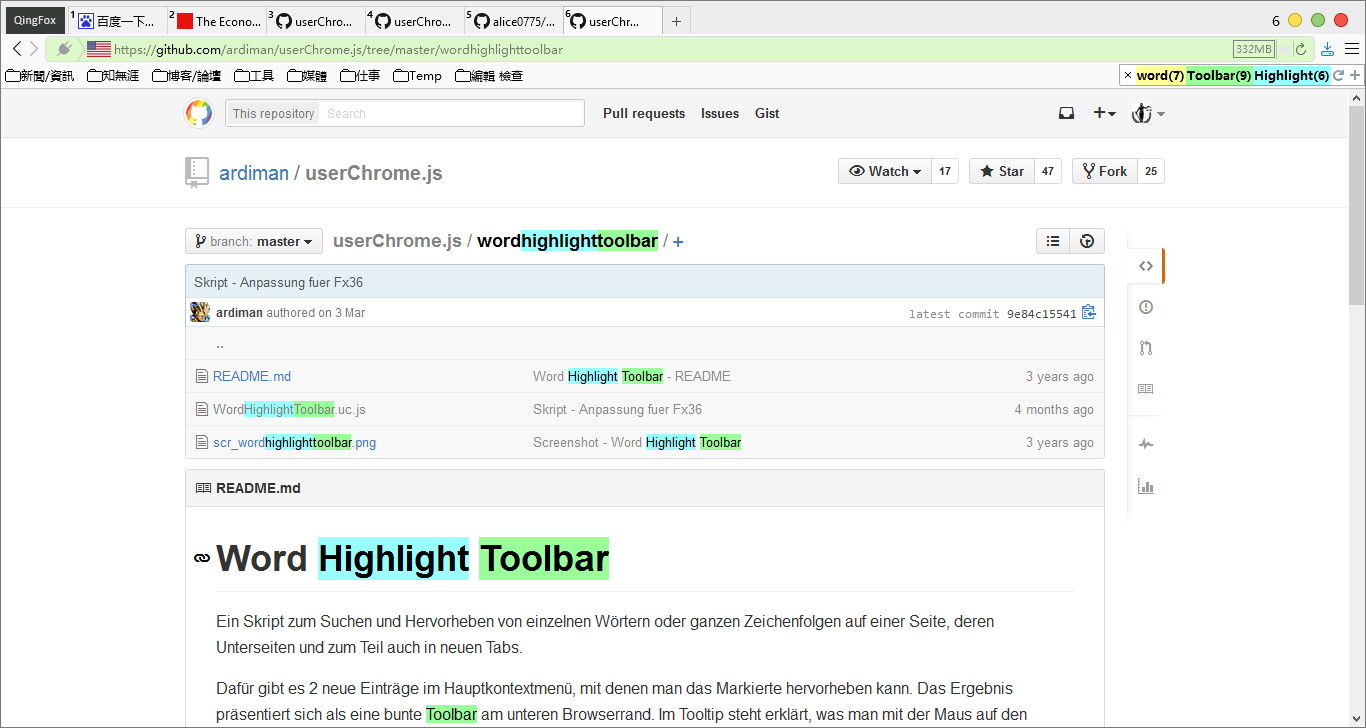 QingFox 1 百度一下... 2 The Econo... 3 userChro... 4 userChro... 5 alice0775/... 6 userChr... + 6
https://github.com/ardiman/userChrome.js/tree/master/wordhighlighttoolbar 332MB
新聞/資訊 知無涯 博客/論壇 工具 媒體 仕事 Temp 編輯 檢查 × word(7) Toolbar(9) Highlight(6) +
This repository Search Pull requests Issues Gist +
ardiman / userChrome.js Watch 17 Star 47 Fork 25
branch: master userChrome.js / wordhighlighttoolbar / +
Skript - Anpassung fuer Fx36
ardiman authored on 3 Mar latest commit 9e84c15541
..
README.md Word Highlight Toolbar - README 3 years ago
WordHighlightToolbar.uc.js Skript - Anpassung fuer Fx36 4 months ago
scr_wordhighlighttoolbar.png Screenshot - Word Highlight Toolbar 3 years ago
README.md
Word Highlight Toolbar
Ein Skript zum Suchen und Hervorheben von einzelnen Wörtern oder ganzen Zeichenfolgen auf einer Seite, deren
Unterseiten und zum Teil auch in neuen Tabs.
Dafür gibt es 2 neue Einträge im Hauptkontextmenü, mit denen man das Markierte hervorheben kann. Das Ergebnis
präsentiert sich als eine bunte Toolbar am unteren Browserrand. Im Tooltip steht erklärt, was man mit der Maus auf den